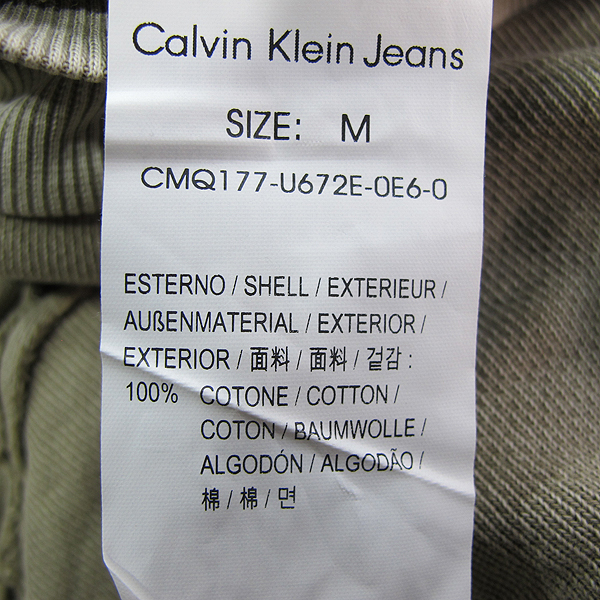 Calvin Klein Jeans
SIZE: M
CMQ177-U672E-0E6-0
ESTERNO / SHELL / EXTERIEUR /
AUßENMATERIAL / EXTERIOR /
EXTERIOR / 面料 / 面料 / 겉감 :
100% COTONE / COTTON /
COTON / BAUMWOLLE /
ALGODÓN / ALGODÃO /
棉 / 棉 / 면